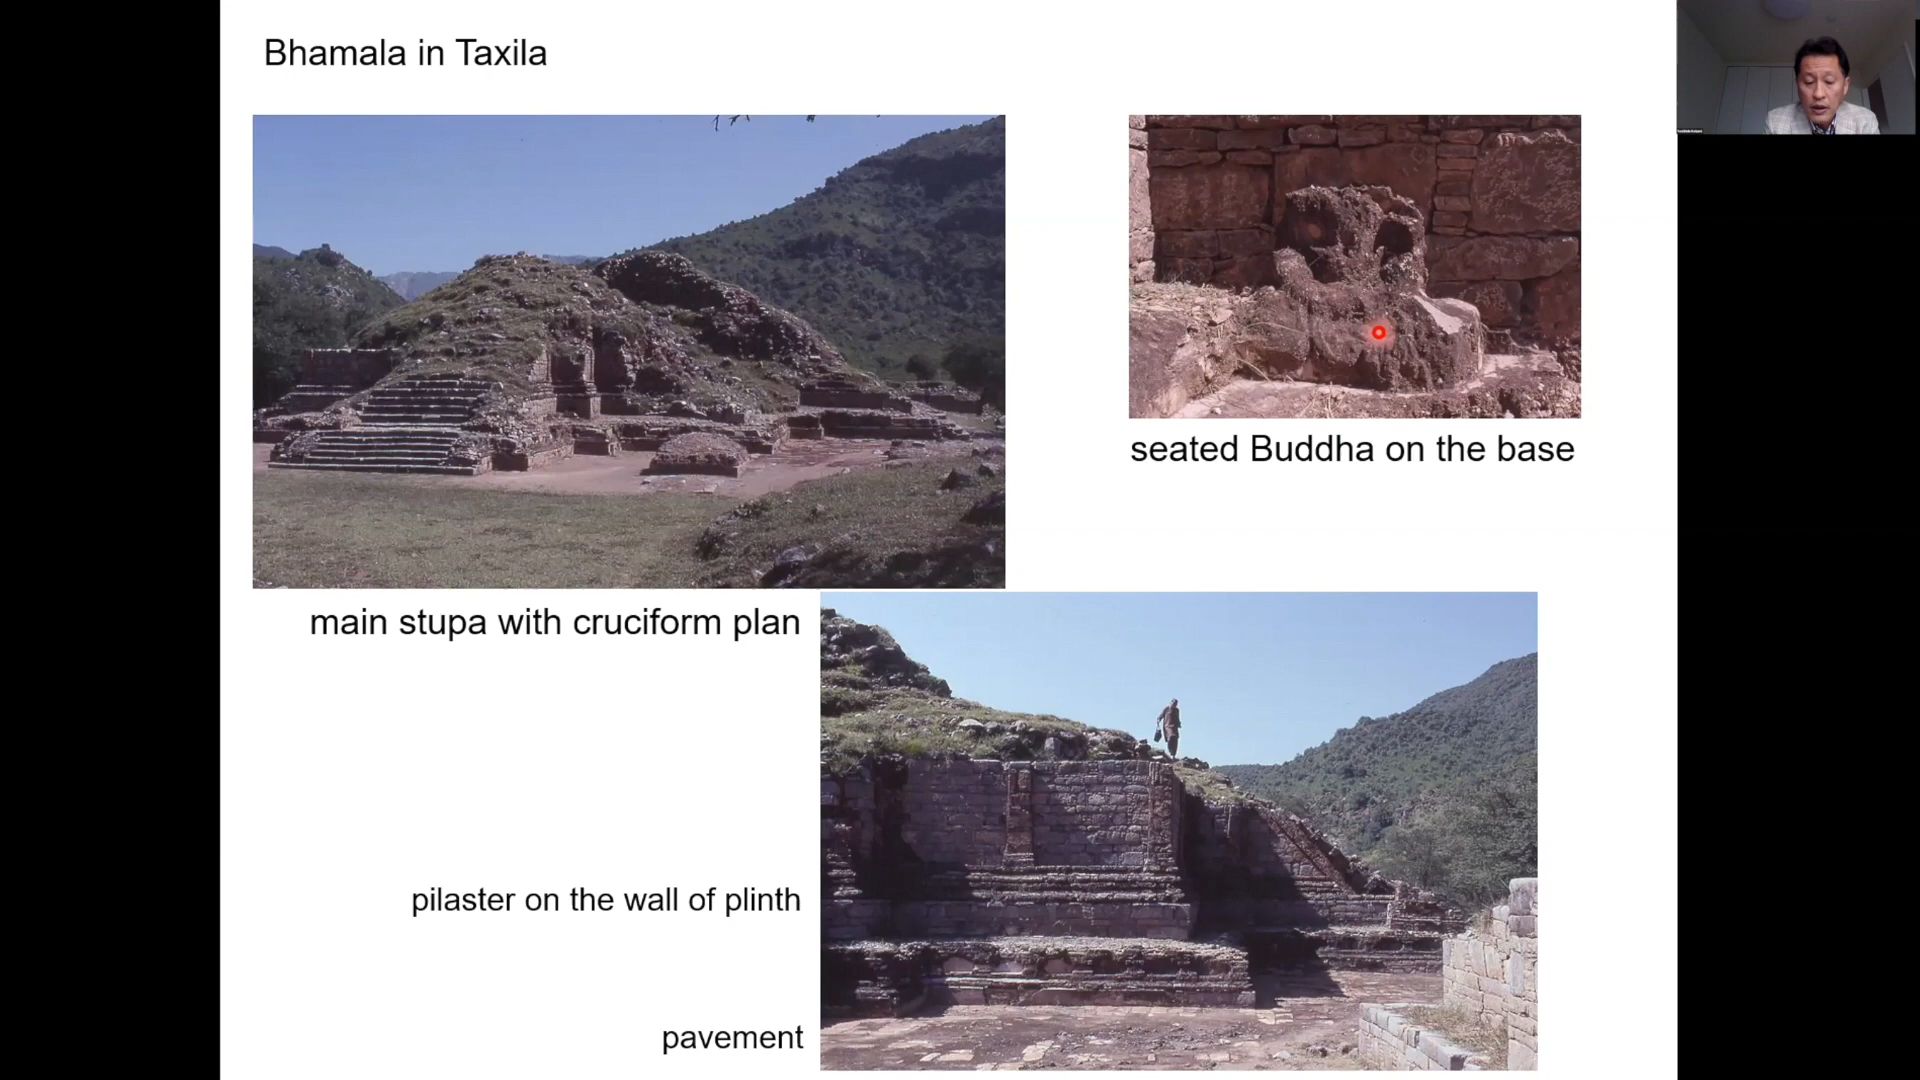 Bhamala in Taxila
seated Buddha on the base
main stupa with cruciform plan
pilaster on the wall of plinth
pavement